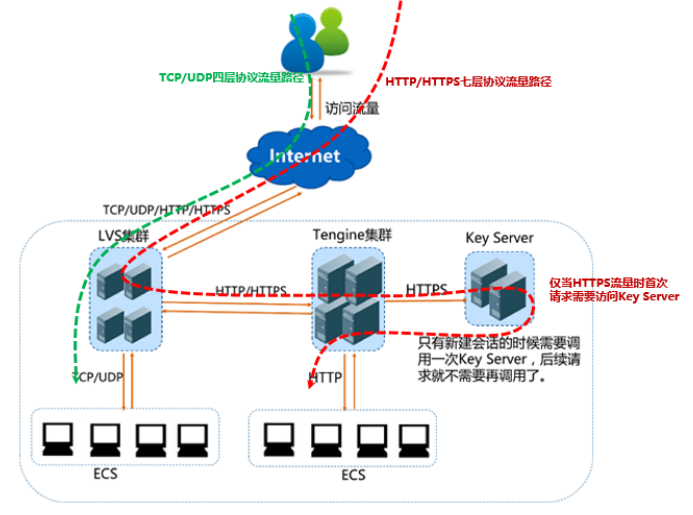 TCP/UDP四层协议流量路径
HTTP/HTTPS七层协议流量路径
访问流量
Internet
TCP/UDP/HTTP/HTTPS
LVS集群
Tengine集群
Key Server
HTTP/HTTPS
HTTPS
仅当HTTPS流量时首次
请求需要访问Key Server
只有新建会话的时候需要调
用一次Key Server，后续请
求就不需要再调用了。
TCP/UDP
HTTP
ECS
ECS